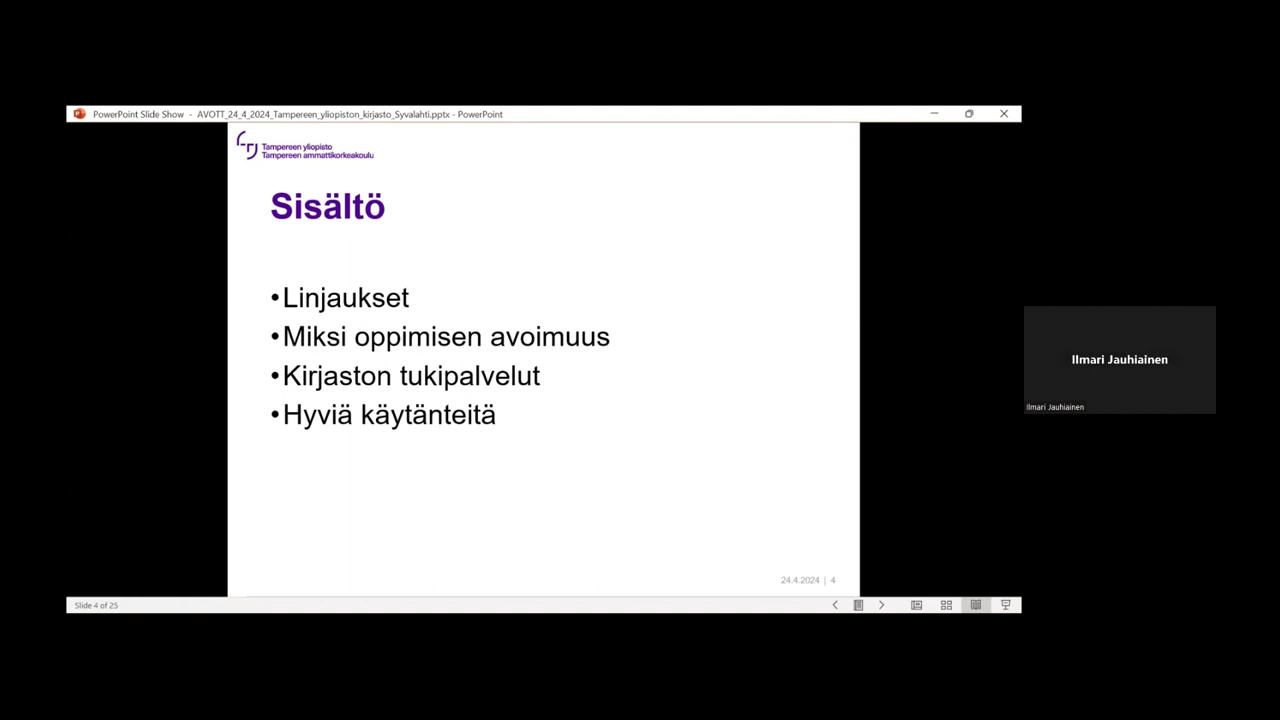 PowerPoint Slide Show - AVOTT_24_4_2024_Tampereen_yliopiston_kirjasto_Syvalahti.pptx - PowerPoint
Tampereen yliopisto
Tampereen ammattikorkeakoulu
Sisältö
•Linjaukset
•Miksi oppimisen avoimuus
•Kirjaston tukipalvelut
•Hyviä käytänteitä
24.4.2024 | 4
Slide 4 of 25
Ilmari Jauhiainen
Ilmari Jauhiainen